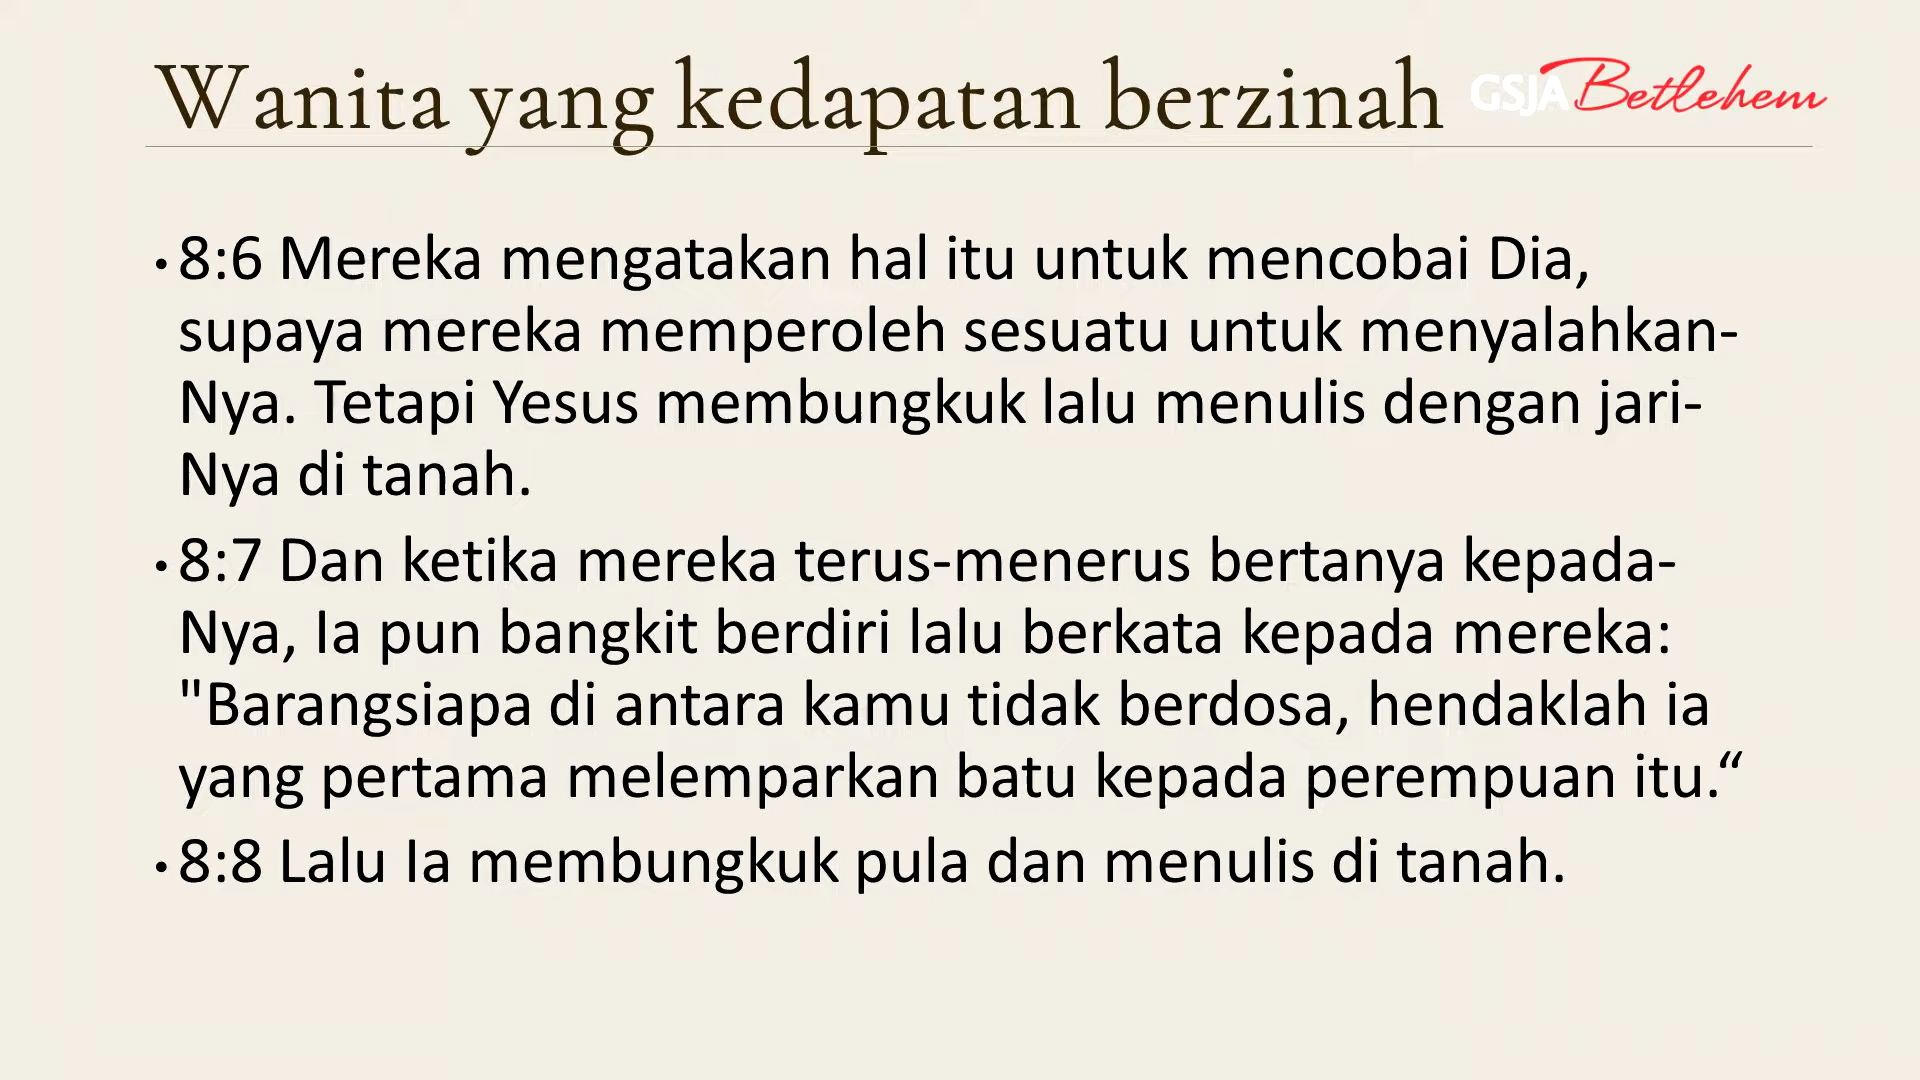 Wanita yang kedapatan berzinah
GSJA Betlehem
• 8:6 Mereka mengatakan hal itu untuk mencobai Dia,
supaya mereka memperoleh sesuatu untuk menyalahkan-
Nya. Tetapi Yesus membungkuk lalu menulis dengan jari-
Nya di tanah.
• 8:7 Dan ketika mereka terus-menerus bertanya kepada-
Nya, Ia pun bangkit berdiri lalu berkata kepada mereka:
"Barangsiapa di antara kamu tidak berdosa, hendaklah ia
yang pertama melemparkan batu kepada perempuan itu.“
• 8:8 Lalu Ia membungkuk pula dan menulis di tanah.